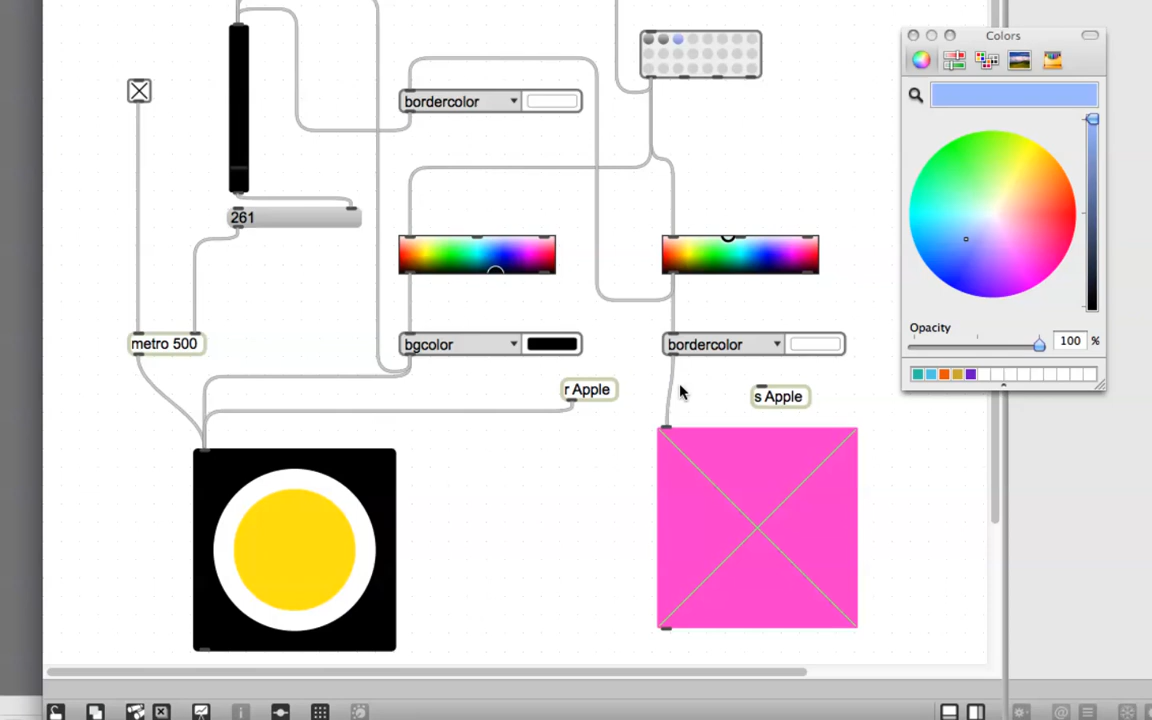 Colors
bordercolor
261
Opacity
100 %
metro 500
bgcolor
bordercolor
r Apple
s Apple